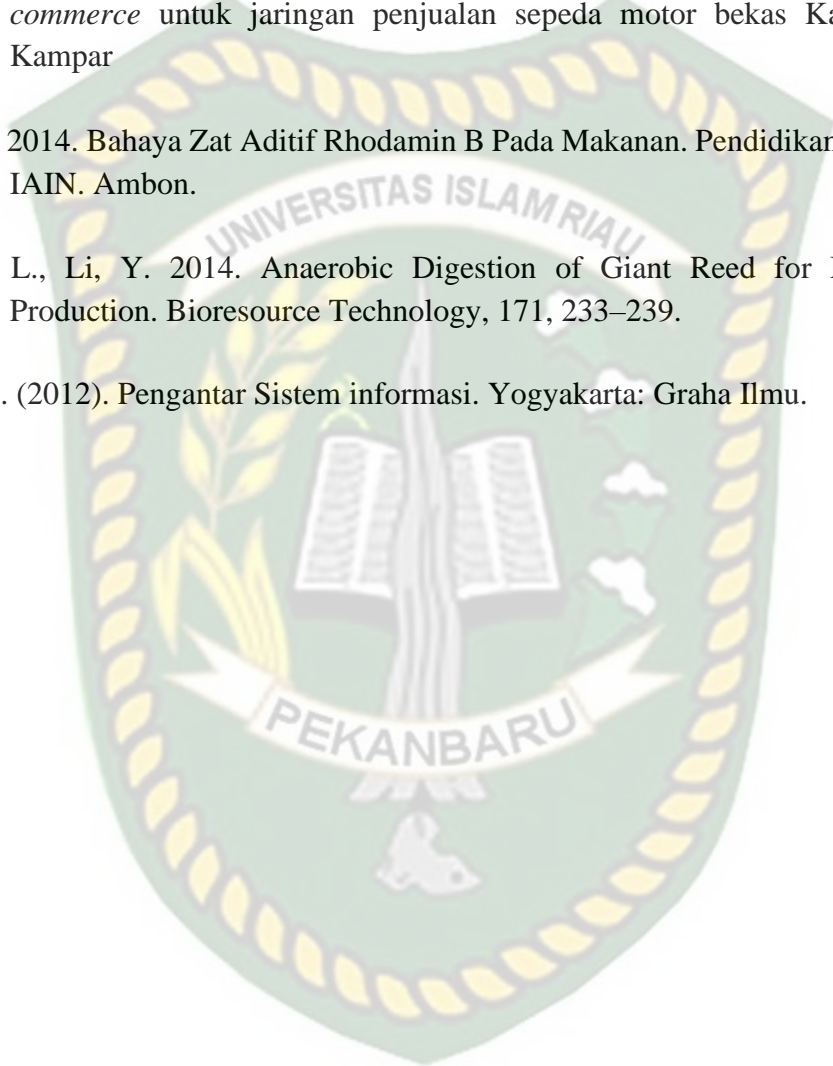 commerce untuk jaringan penjualan sepeda motor bekas
Kampar
2014. Bahaya Zat Aditif Rhodamin B Pada Makanan. Pendidikan
IAIN. Ambon.
UNIVERSITAS ISLAM RIAU
L., Li, Y. 2014. Anaerobic Digestion of Giant Reed for
Production. Bioresource Technology, 171, 233–239.
. (2012). Pengantar Sistem informasi. Yogyakarta: Graha Ilmu.
PEKANBARU